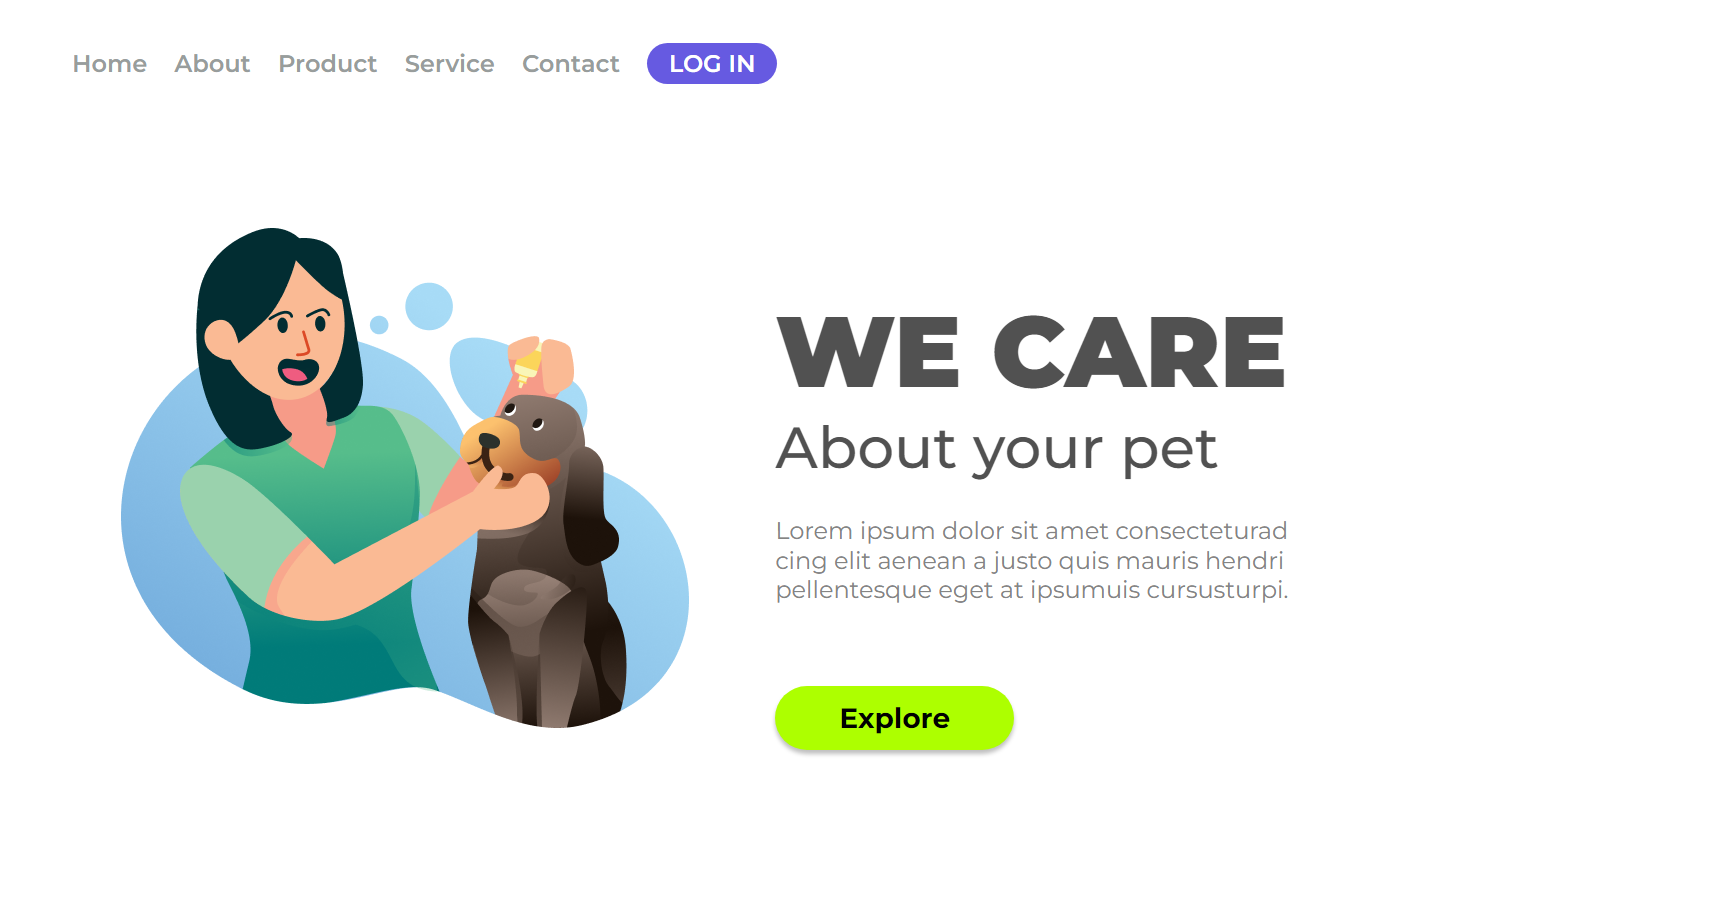 Home About Product Service Contact LOG IN
WE CARE
About your pet
Lorem ipsum dolor sit amet consecteturad
cing elit aenean a justo quis mauris hendri
pellentesque eget at ipsumuis cursusturpi.
Explore